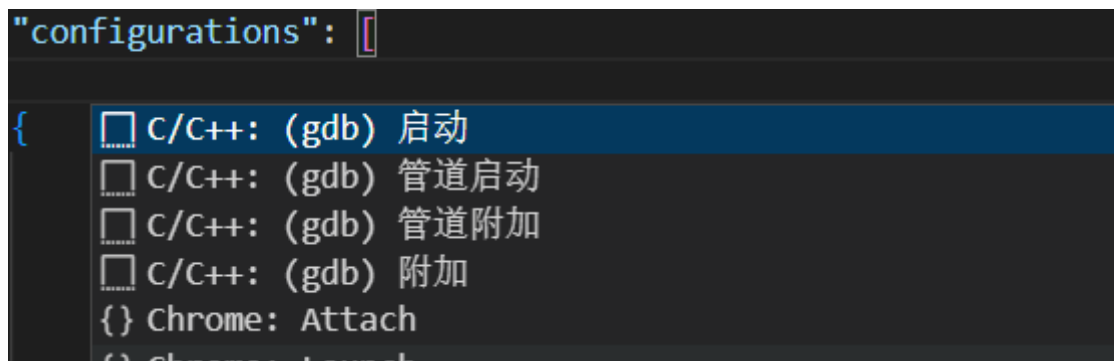 "configurations": [
{
C/C++: (gdb) 启动
C/C++: (gdb) 管道启动
C/C++: (gdb) 管道附加
C/C++: (gdb) 附加
{} Chrome: Attach